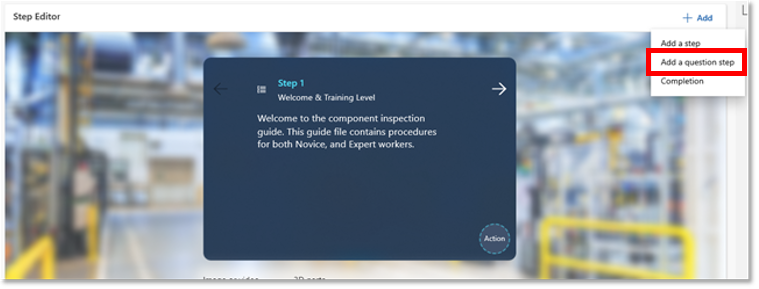 Step Editor
+ Add
L
Add a step
Add a question step
Completion
Step 1
Welcome & Training Level
Welcome to the component inspection
guide. This guide file contains procedures
for both Novice, and Expert workers.
Action